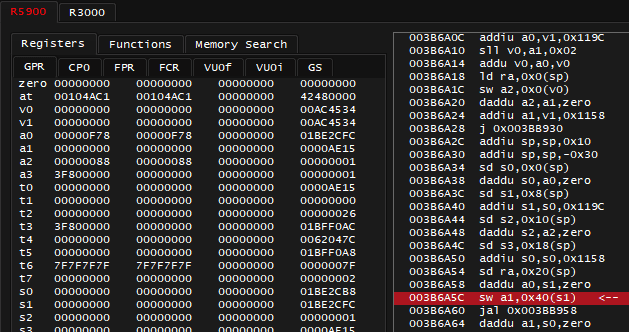 R5900 R3000
Registers Functions Memory Search
GPR CP0 FPR FCR VU0f VU0i GS
zero 00000000 00000000 00000000 00000000
at 00104AC1 00104AC1 00000000 42480000
v0 00000000 00000000 00000000 00AC4534
v1 00000000 00000000 00000000 00AC4534
a0 00000F78 00000F78 00000000 01BE2CFC
a1 00000000 00000000 00000000 0000AE15
a2 00000088 00000088 00000000 00000001
a3 3F800000 00000000 00000000 00000001
t0 00000000 00000000 00000000 0000AE15
t1 00000000 00000000 00000000 00000000
t2 00000000 00000000 00000000 00000026
t3 3F800000 00000000 00000000 01BFF0AC
t4 00000000 00000000 00000000 0062047C
t5 00000000 00000000 00000000 01BFF0A8
t6 7F7F7F7F 7F7F7F7F 00000000 0000007F
t7 00000000 00000000 00000000 00000002
s0 00000000 00000000 00000000 01BE2CB8
s1 00000000 00000000 00000000 01BE2CFC
s2 00000000 00000000 00000000 00000001
s3 00000000 00000000 00000000 0000AE15
003B6A0C addiu a0,v1,0x119C
003B6A10 sll v0,a1,0x02
003B6A14 addu v0,a0,v0
003B6A18 ld ra,0x0(sp)
003B6A1C sw a2,0x0(v0)
003B6A20 daddu a2,a1,zero
003B6A24 addiu a1,v1,0x1158
003B6A28 j 0x003BB930
003B6A2C addiu sp,sp,0x10
003B6A30 addiu sp,sp,-0x30
003B6A34 sd s0,0x0(sp)
003B6A38 daddu s0,a0,zero
003B6A3C sd s1,0x8(sp)
003B6A40 addiu s1,s0,0x119C
003B6A44 sd s2,0x10(sp)
003B6A48 daddu s2,a2,zero
003B6A4C sd s3,0x18(sp)
003B6A50 addiu s0,s0,0x1158
003B6A54 sd ra,0x20(sp)
003B6A58 daddu a0,s1,zero
003B6A5C sw a1,0x40(s1) <--
003B6A60 jal 0x003BB958
003B6A64 daddu a1,s0,zero